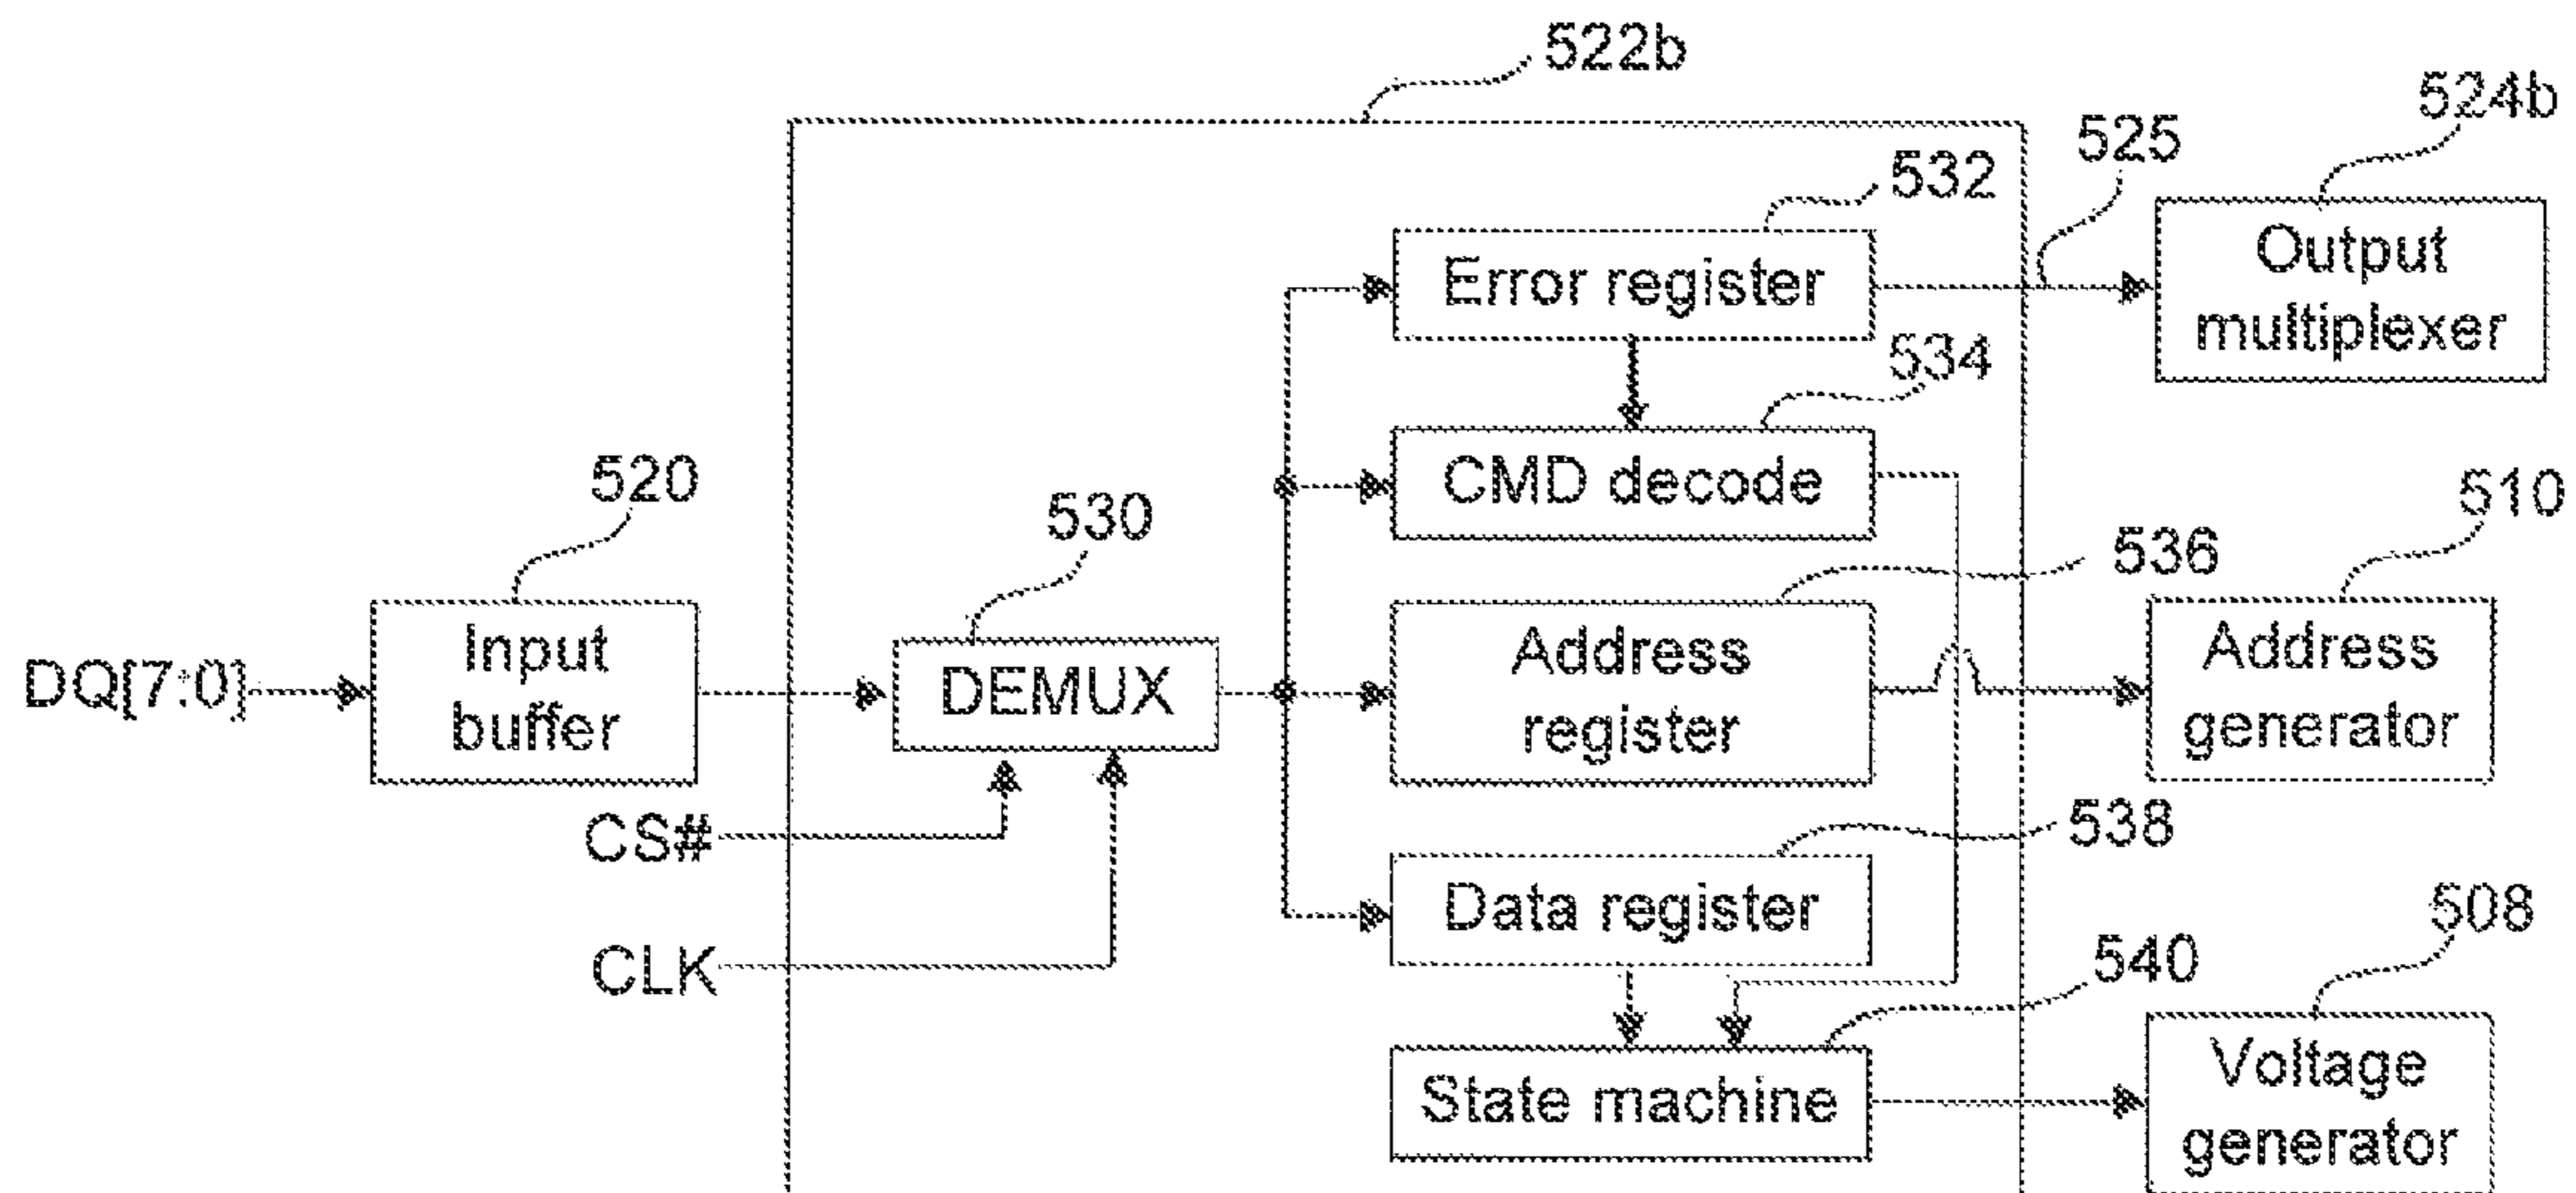 522b
524b
525
532
Error register
Output
multiplexer
534
CMD decode
520
530
510
536
Input
buffer
DQ[7:0]
DEMUX
Address
register
Address
generator
CS#
538
Data register
508
CLK
540
State machine
Voltage
generator